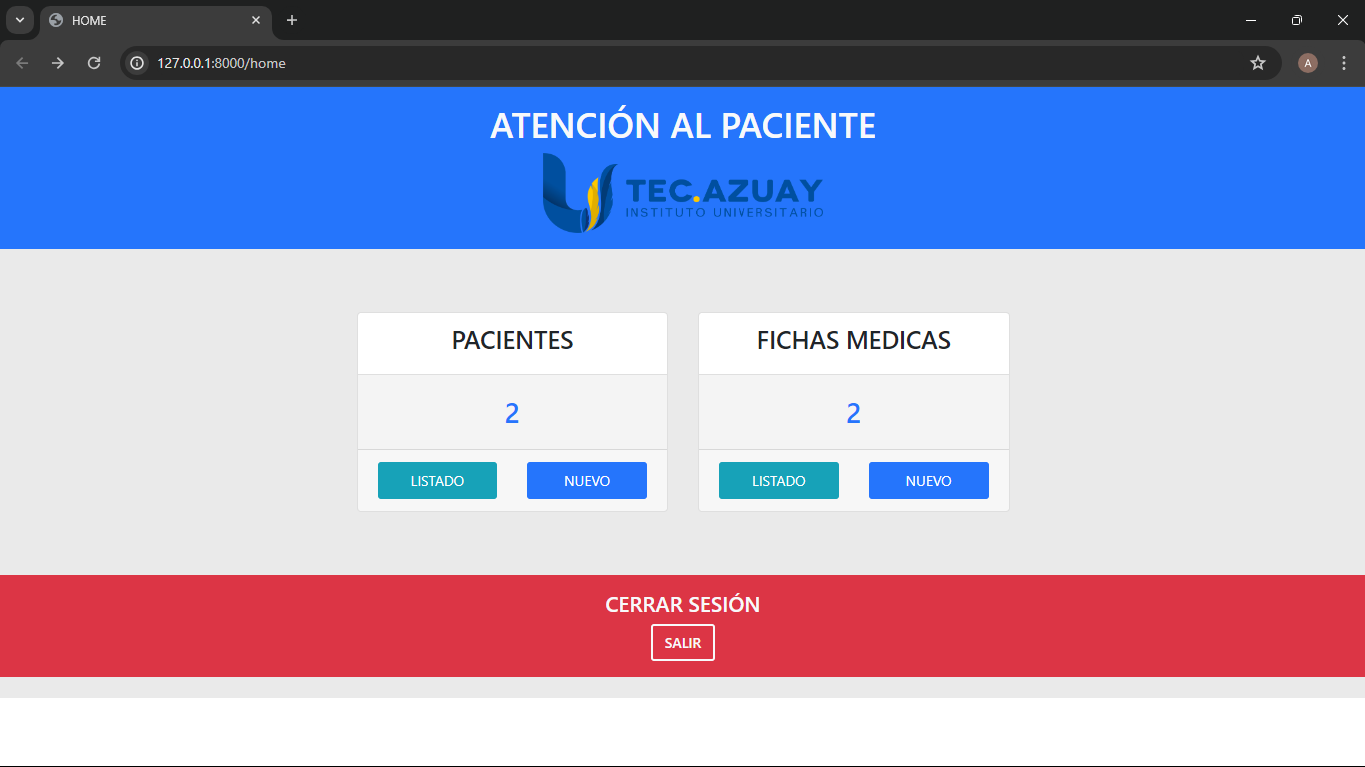 HOME
127.0.0.1:8000/home
A
ATENCIÓN AL PACIENTE
TEC.AZUAY
INSTITUTO UNIVERSITARIO
PACIENTES
2
LISTADO NUEVO
FICHAS MEDICAS
2
LISTADO NUEVO
CERRAR SESIÓN
SALIR